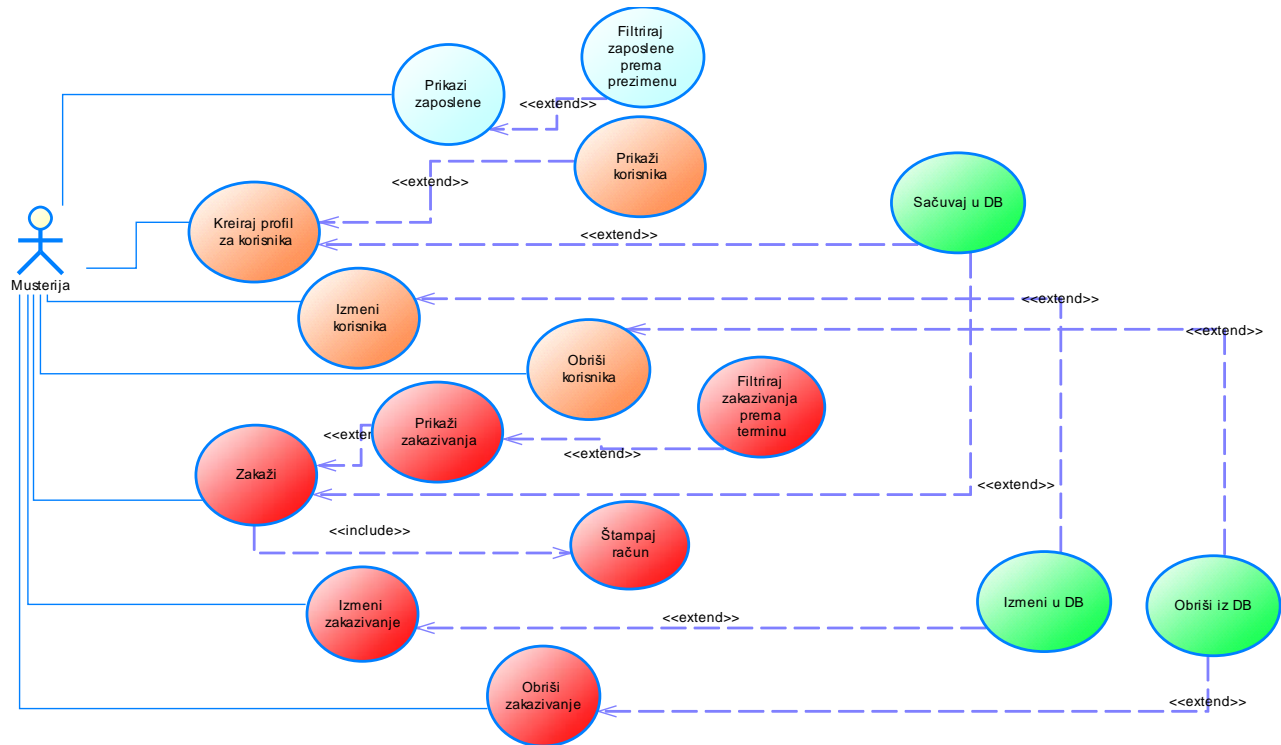 Filtriraj
zaposlene
prema
prezimenu
Prikazi
zaposlene
<<extend>>
Prikaži
korisnika
<<extend>>
Sačuvaj u DB
Kreiraj profil
za korisnika
<<extend>>
Musterija
Izmeni
korisnika
<<extend>>
<<extend>>
Obriši
korisnika
Filtriraj
zakazivanja
prema
terminu
Prikaži
zakazivanja
<<exter
<<extend>>
Zakaži
<<extend>>
<<include>>
Štampaj
račun
Izmeni
zakazivanje
<<extend>>
Izmeni u DB
Obriši iz DB
Obriši
zakazivanje
<<extend>>